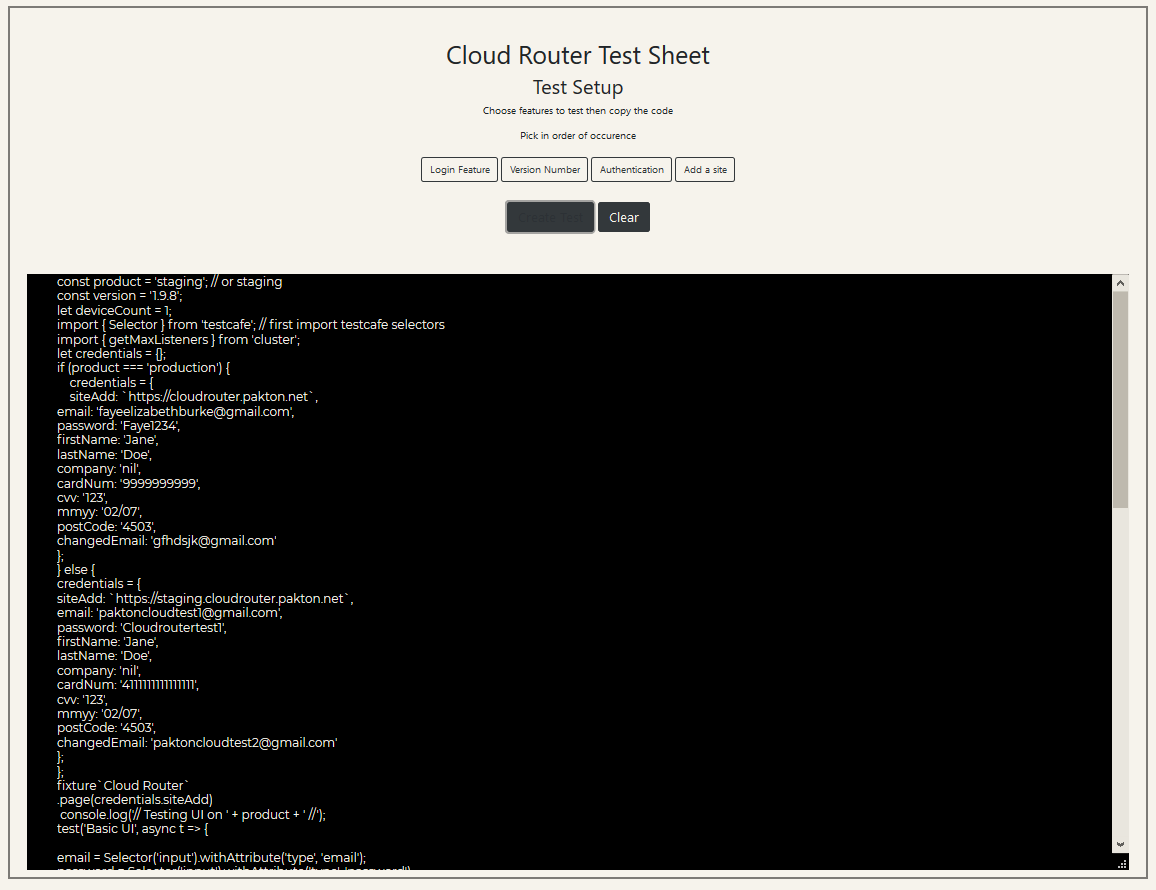 Cloud Router Test Sheet
Test Setup
Choose features to test then copy the code
Pick in order of occurence
Login Feature Version Number Authentication Add a site
Create Test Clear
const product = 'staging'; // or staging
const version = '1.9.8';
let deviceCount = 1;
import { Selector } from 'testcafe'; // first import testcafe selectors
import { getMaxListeners } from 'cluster';
let credentials = {};
if (product === 'production') {
credentials = {
siteAdd: `https://cloudrouter.pakton.net`,
email: 'fayeelizabethburke@gmail.com',
password: 'Faye1234',
firstName: 'Jane',
lastName: 'Doe',
company: 'nil',
cardNum: '9999999999',
cvv: '123',
mmyy: '02/07',
postCode: '4503',
changedEmail: 'gfhdsjk@gmail.com'
};
} else {
credentials = {
siteAdd: `https://staging.cloudrouter.pakton.net`,
email: 'paktoncloudtest1@gmail.com',
password: 'Cloudroutertest1',
firstName: 'Jane',
lastName: 'Doe',
company: 'nil',
cardNum: '4111111111111111',
cvv: '123',
mmyy: '02/07',
postCode: '4503',
changedEmail: 'paktoncloudtest2@gmail.com'
};
};
fixture`Cloud Router`
.page(credentials.siteAdd)
console.log('// Testing UI on ' + product + ' //');
test('Basic UI', async t => {
email = Selector('input').withAttribute('type', 'email');
password = Selector('input').withAttribute('type' 'password')